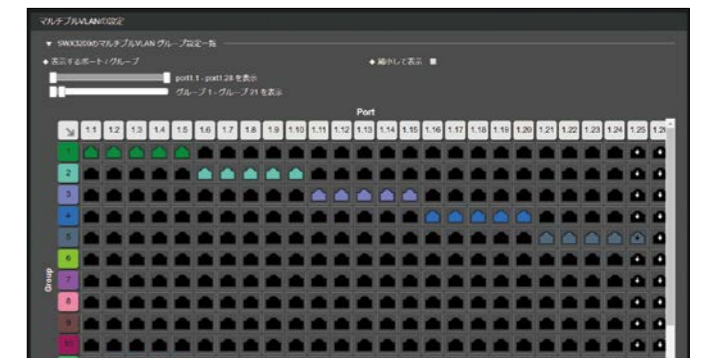 マルチプルVLANの設定
▼ SWX3200のマルチプルVLAN グループ設定一覧
◆ 表示するポート / グループ
◆ 縮小して表示
port1.1 - port1.28 を表示
グループ 1 - グループ 21 を表示
Port
1.1 1.2 1.3 1.4 1.5 1.6 1.7 1.8 1.9 1.10 1.11 1.12 1.13 1.14 1.15 1.16 1.17 1.18 1.19 1.20 1.21 1.22 1.23 1.24 1.25
1
2
3
4
5
6
Group
7
8
9
10